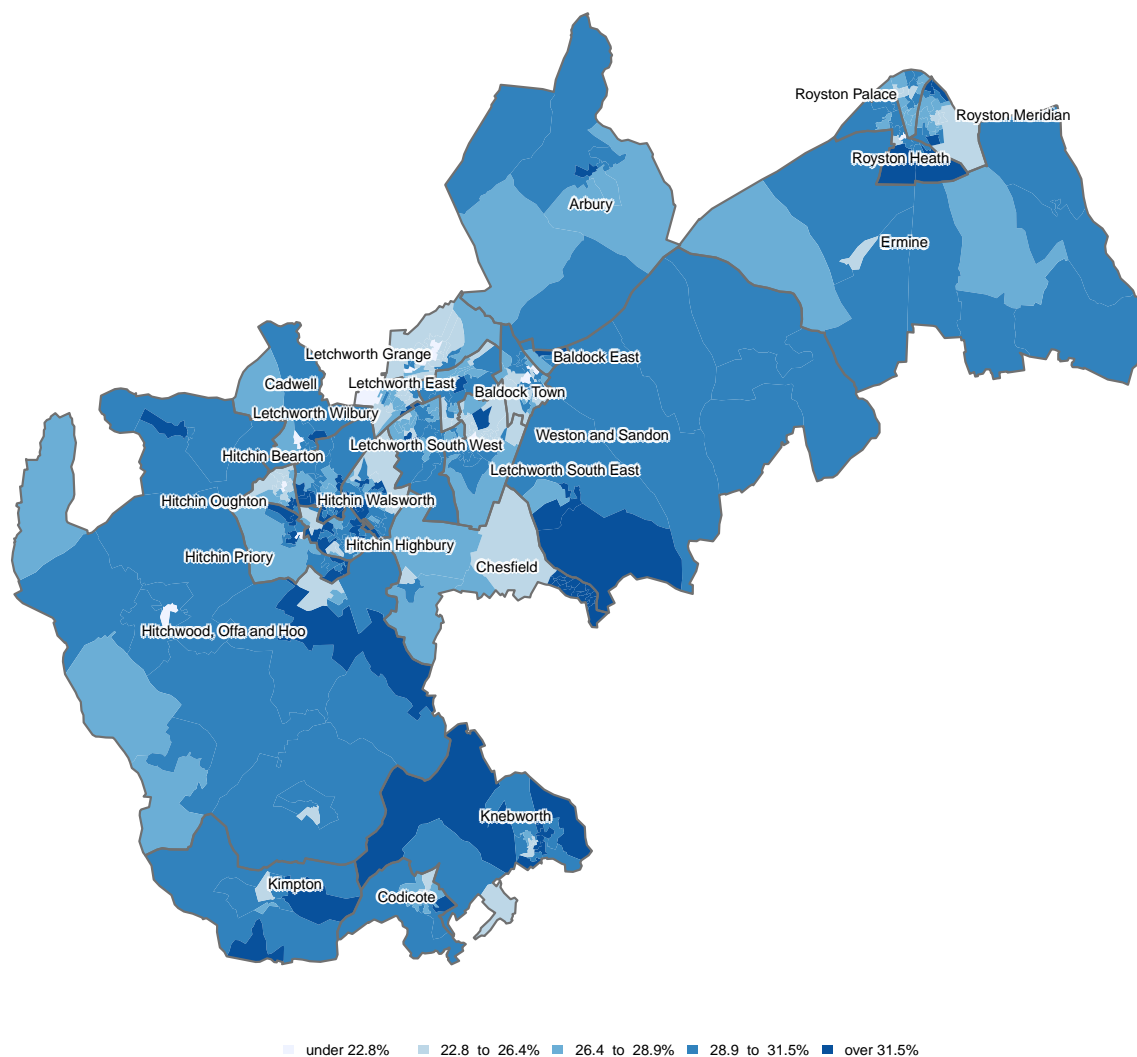 Royston Palace
Royston Meridian
Royston Heath
Arbury
Ermine
Letchworth Grange
Baldock East
Cadwell
Letchworth East
Baldock Town
Letchworth Wilbury
Weston and Sandon
Letchworth South West
Hitchin Bearton
Letchworth South East
Hitchin Oughton
Hitchin Walsworth
Hitchin Highbury
Hitchin Priory
Chesfield
Hitchwood, Offa and Hoo
Knebworth
Kimpton
Codicote
under 22.8% 22.8 to 26.4% 26.4 to 28.9% 28.9 to 31.5% over 31.5%